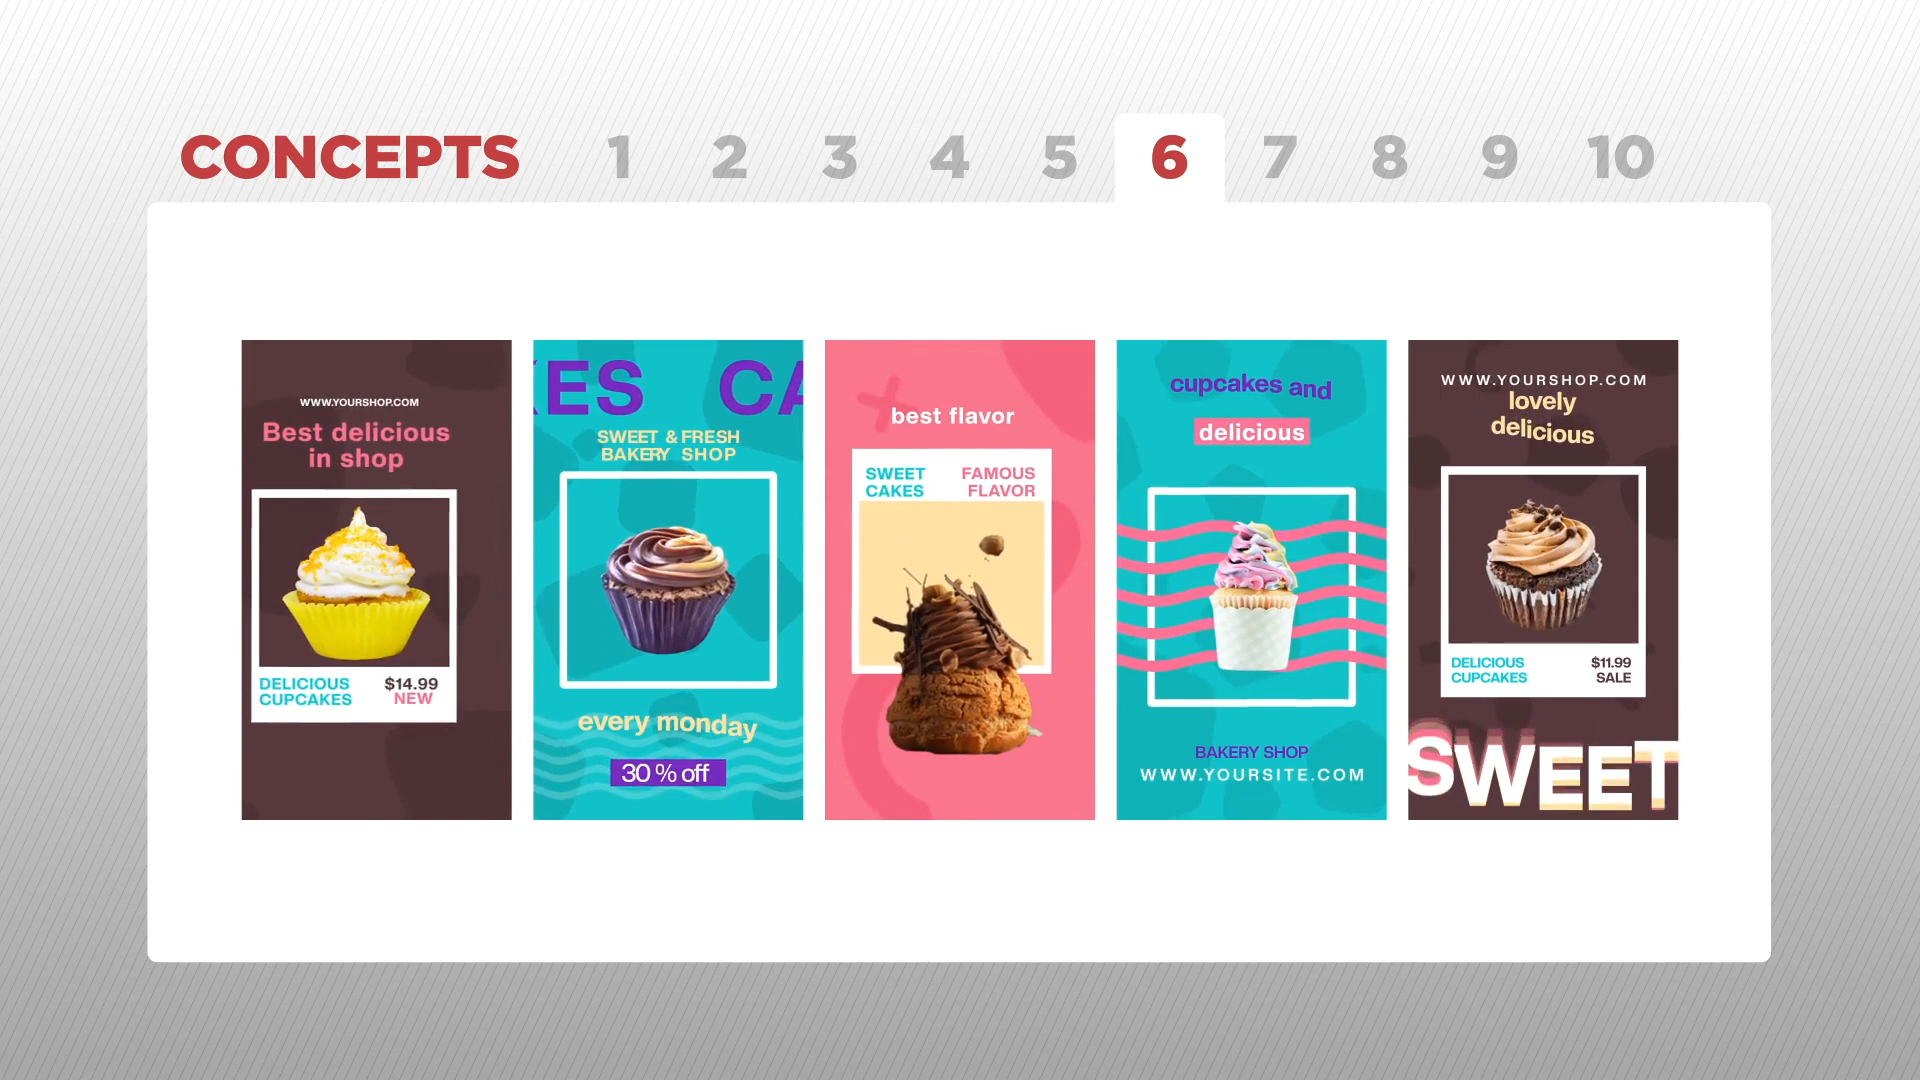 CONCEPTS 1 2 3 4 5 6 7 8 9 10
WWW.YOURSHOP.COM
Best delicious
in shop
DELICIOUS
CUPCAKES
$14.99
NEW
KES CA
SWEET & FRESH
BAKERY SHOP
every monday
30 % off
best flavor
SWEET
CAKES
FAMOUS
FLAVOR
cupcakes and
delicious
BAKERY SHOP
WWW.YOURSITE.COM
WWW.YOURSHOP.COM
lovely
delicious
DELICIOUS
CUPCAKES
$11.99
SALE
SWEET